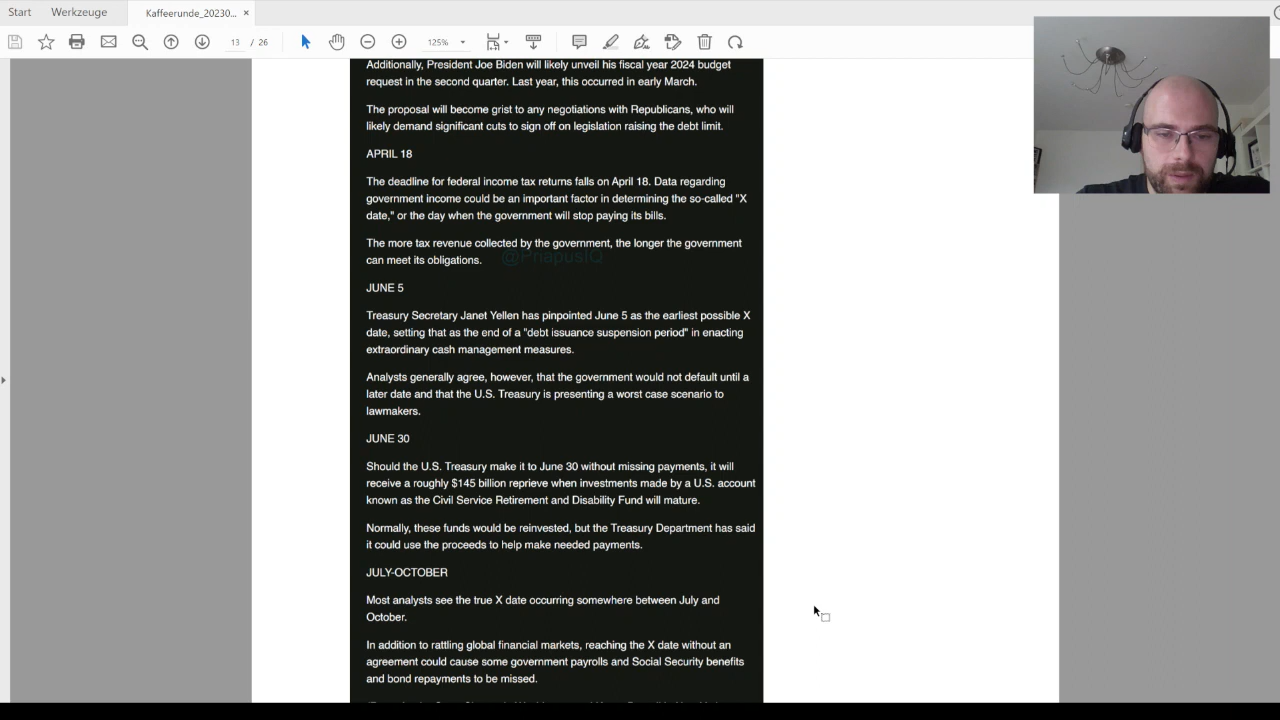 Start Werkzeuge Kaffeerunde_20230... ×
13 / 26 125%
Additionally, President Joe Biden will likely unveil his fiscal year 2024 budget
request in the second quarter. Last year, this occurred in early March.
The proposal will become grist to any negotiations with Republicans, who will
likely demand significant cuts to sign off on legislation raising the debt limit.
APRIL 18
The deadline for federal income tax returns falls on April 18. Data regarding
government income could be an important factor in determining the so-called "X
date," or the day when the government will stop paying its bills.
The more tax revenue collected by the government, the longer the government
can meet its obligations.
@PriapusIQ
JUNE 5
Treasury Secretary Janet Yellen has pinpointed June 5 as the earliest possible X
date, setting that as the end of a "debt issuance suspension period" in enacting
extraordinary cash management measures.
Analysts generally agree, however, that the government would not default until a
later date and that the U.S. Treasury is presenting a worst case scenario to
lawmakers.
JUNE 30
Should the U.S. Treasury make it to June 30 without missing payments, it will
receive a roughly $145 billion reprieve when investments made by a U.S. account
known as the Civil Service Retirement and Disability Fund will mature.
Normally, these funds would be reinvested, but the Treasury Department has said
it could use the proceeds to help make needed payments.
JULY-OCTOBER
Most analysts see the true X date occurring somewhere between July and
October.
In addition to rattling global financial markets, reaching the X date without an
agreement could cause some government payrolls and Social Security benefits
and bond repayments to be missed.